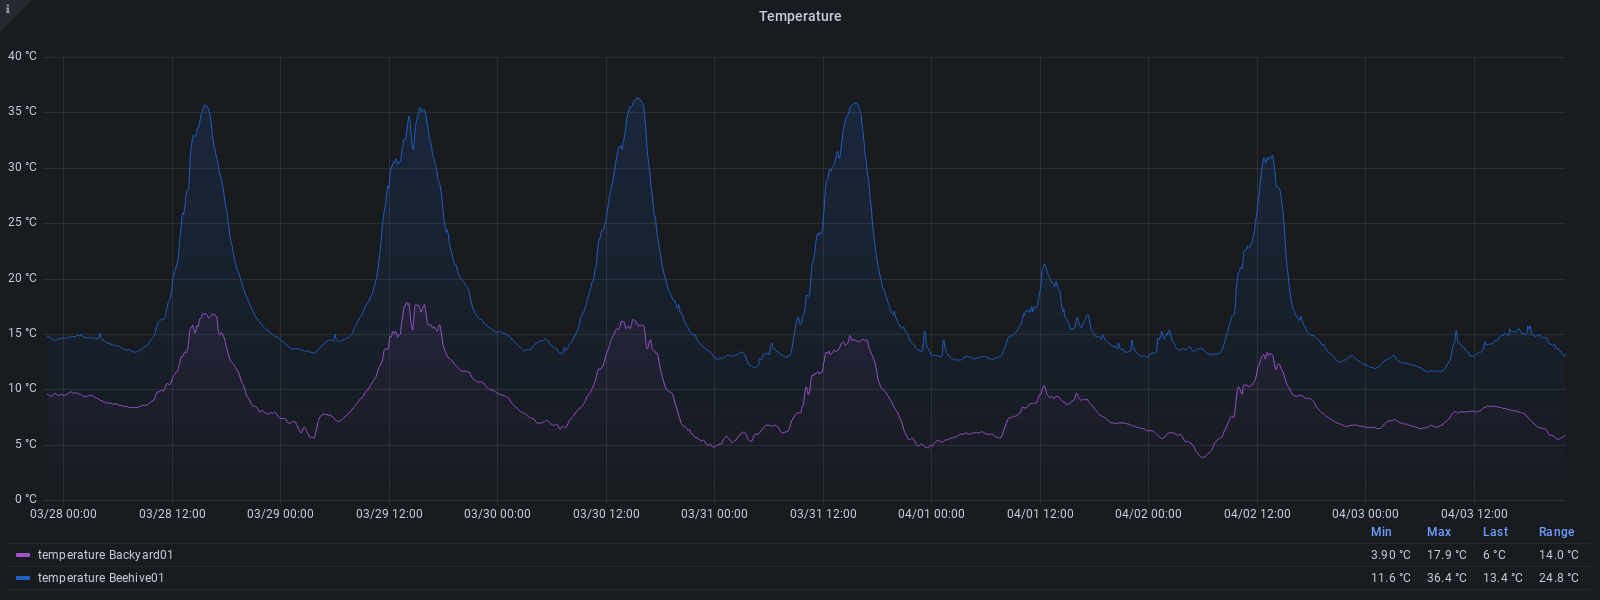 i
Temperature
40 °C
35 °C
30 °C
25 °C
20 °C
15 °C
10 °C
5 °C
0 °C
03/28 00:00 03/28 12:00 03/29 00:00 03/29 12:00 03/30 00:00 03/30 12:00 03/31 00:00 03/31 12:00 04/01 00:00 04/01 12:00 04/02 00:00 04/02 12:00 04/03 00:00 04/03 12:00
Min Max Last Range
temperature Backyard01 3.90 °C 17.9 °C 6 °C 14.0 °C
temperature Beehive01 11.6 °C 36.4 °C 13.4 °C 24.8 °C